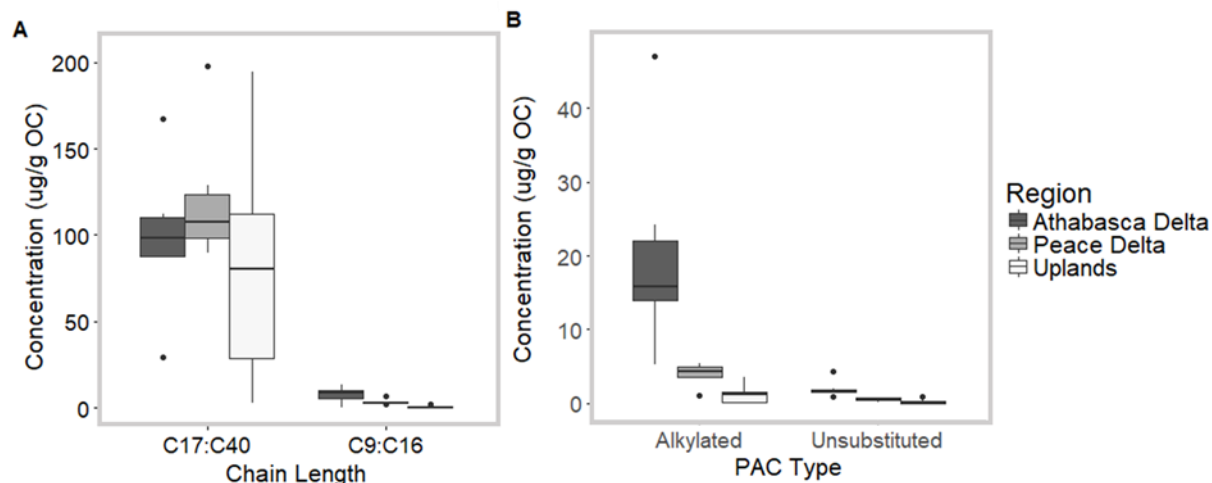 A
Concentration (ug/g OC)
200
150
100
50
0
C17:C40 C9:C16
Chain Length
B
Concentration (ug/g OC)
40
30
20
10
0
Alkylated Unsubstituted
PAC Type
Region
Athabasca Delta
Peace Delta
Uplands